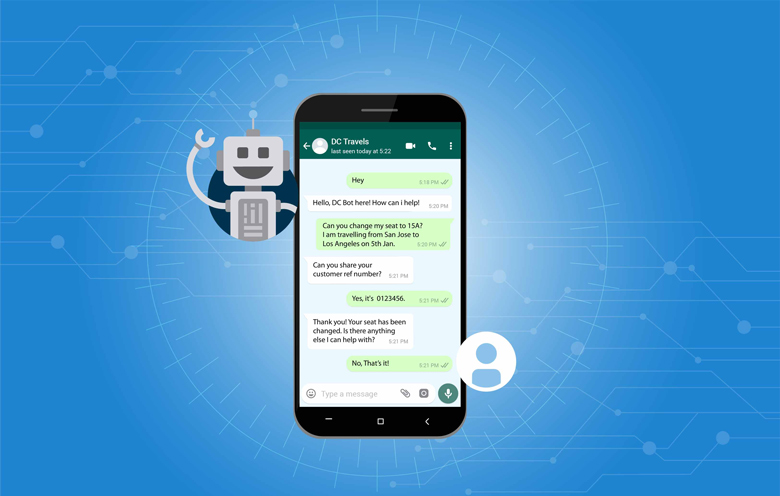 DC Travels
last seen today at 5:22
Hey
5:19 PM
Hello, DC Bot here! How can i help!
5:20 PM
Can you change my seat to 15A?
I am travelling from San Jose to
Los Angeles on 5th Jan.
5:20 PM
Can you share your
customer ref number?
5:21 PM
Yes, it's 0123456.
5:21 PM
Thank you! Your seat has been
changed. Is there anything
else I can help with?
5:21 PM
No, That's it!
5:21 PM
Type a message